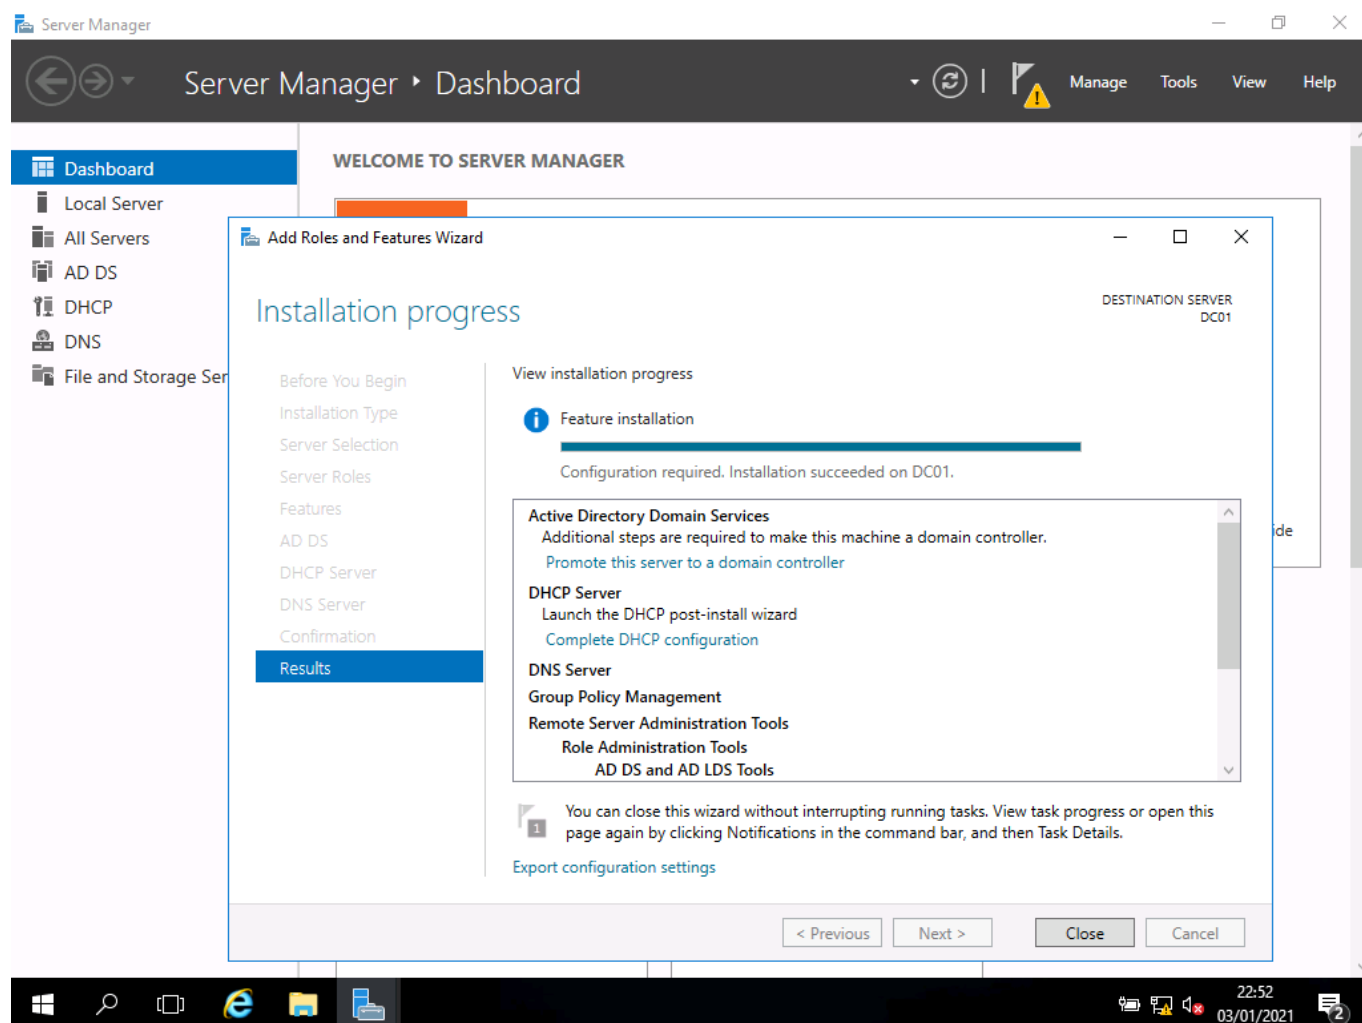 Server Manager
Server Manager ‣ Dashboard
Manage Tools View Help
Dashboard
Local Server
All Servers
AD DS
DHCP
DNS
File and Storage Ser
WELCOME TO SERVER MANAGER
Add Roles and Features Wizard
Installation progress
DESTINATION SERVER
DC01
Before You Begin
Installation Type
Server Selection
Server Roles
Features
AD DS
DHCP Server
DNS Server
Confirmation
Results
View installation progress
Feature installation
Configuration required. Installation succeeded on DC01.
Active Directory Domain Services
Additional steps are required to make this machine a domain controller.
Promote this server to a domain controller
DHCP Server
Launch the DHCP post-install wizard
Complete DHCP configuration
DNS Server
Group Policy Management
Remote Server Administration Tools
Role Administration Tools
AD DS and AD LDS Tools
1
You can close this wizard without interrupting running tasks. View task progress or open this
page again by clicking Notifications in the command bar, and then Task Details.
Export configuration settings
< Previous Next > Close Cancel
ide
22:52
03/01/2021
2